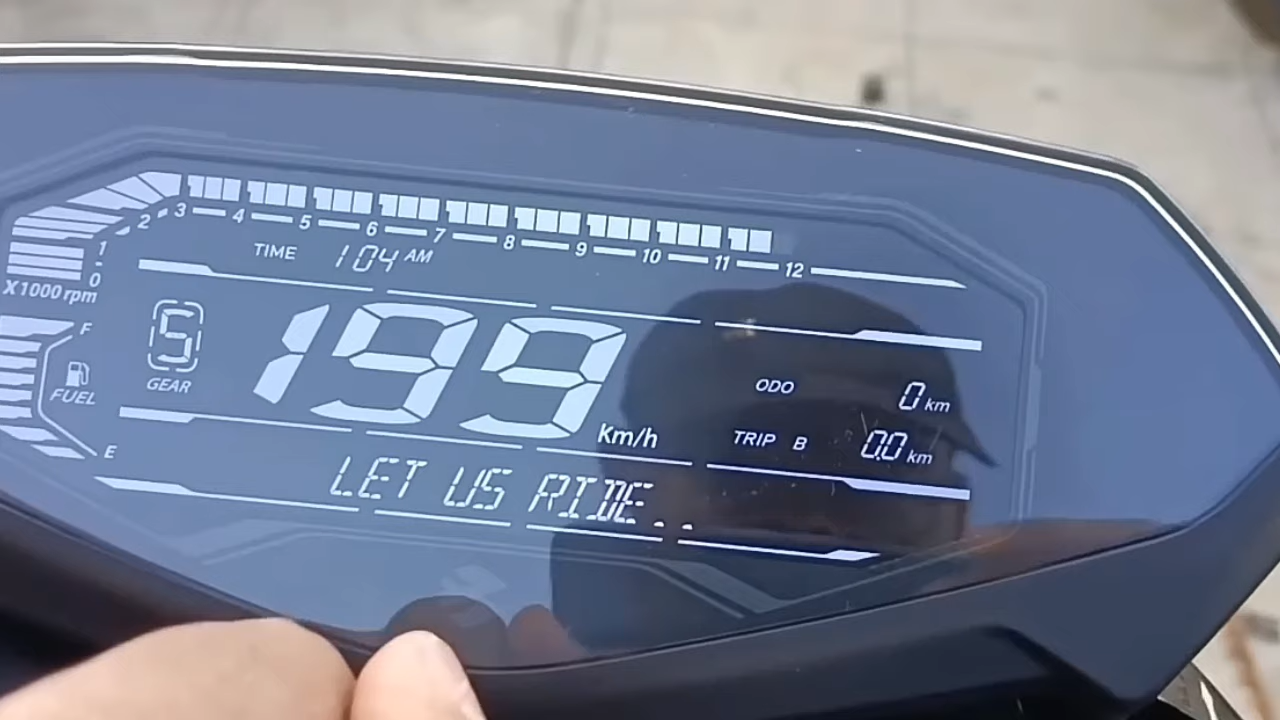 0 1 2 3 4 5 6 7 8 9 10 11 12
X1000 rpm
TIME 104 AM
F
FUEL
E
5
GEAR
199 Km/h
ODO 0 km
TRIP B 0.0 km
LET US RIDE..